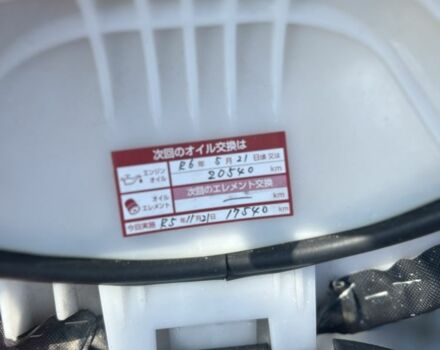 次回のオイル交換は
エンジンオイル R6年 5月21日頃又は
20540 km
次回のエレメント交換
オイルエレメント — km
今回実施 R5年11月21日 17540 km